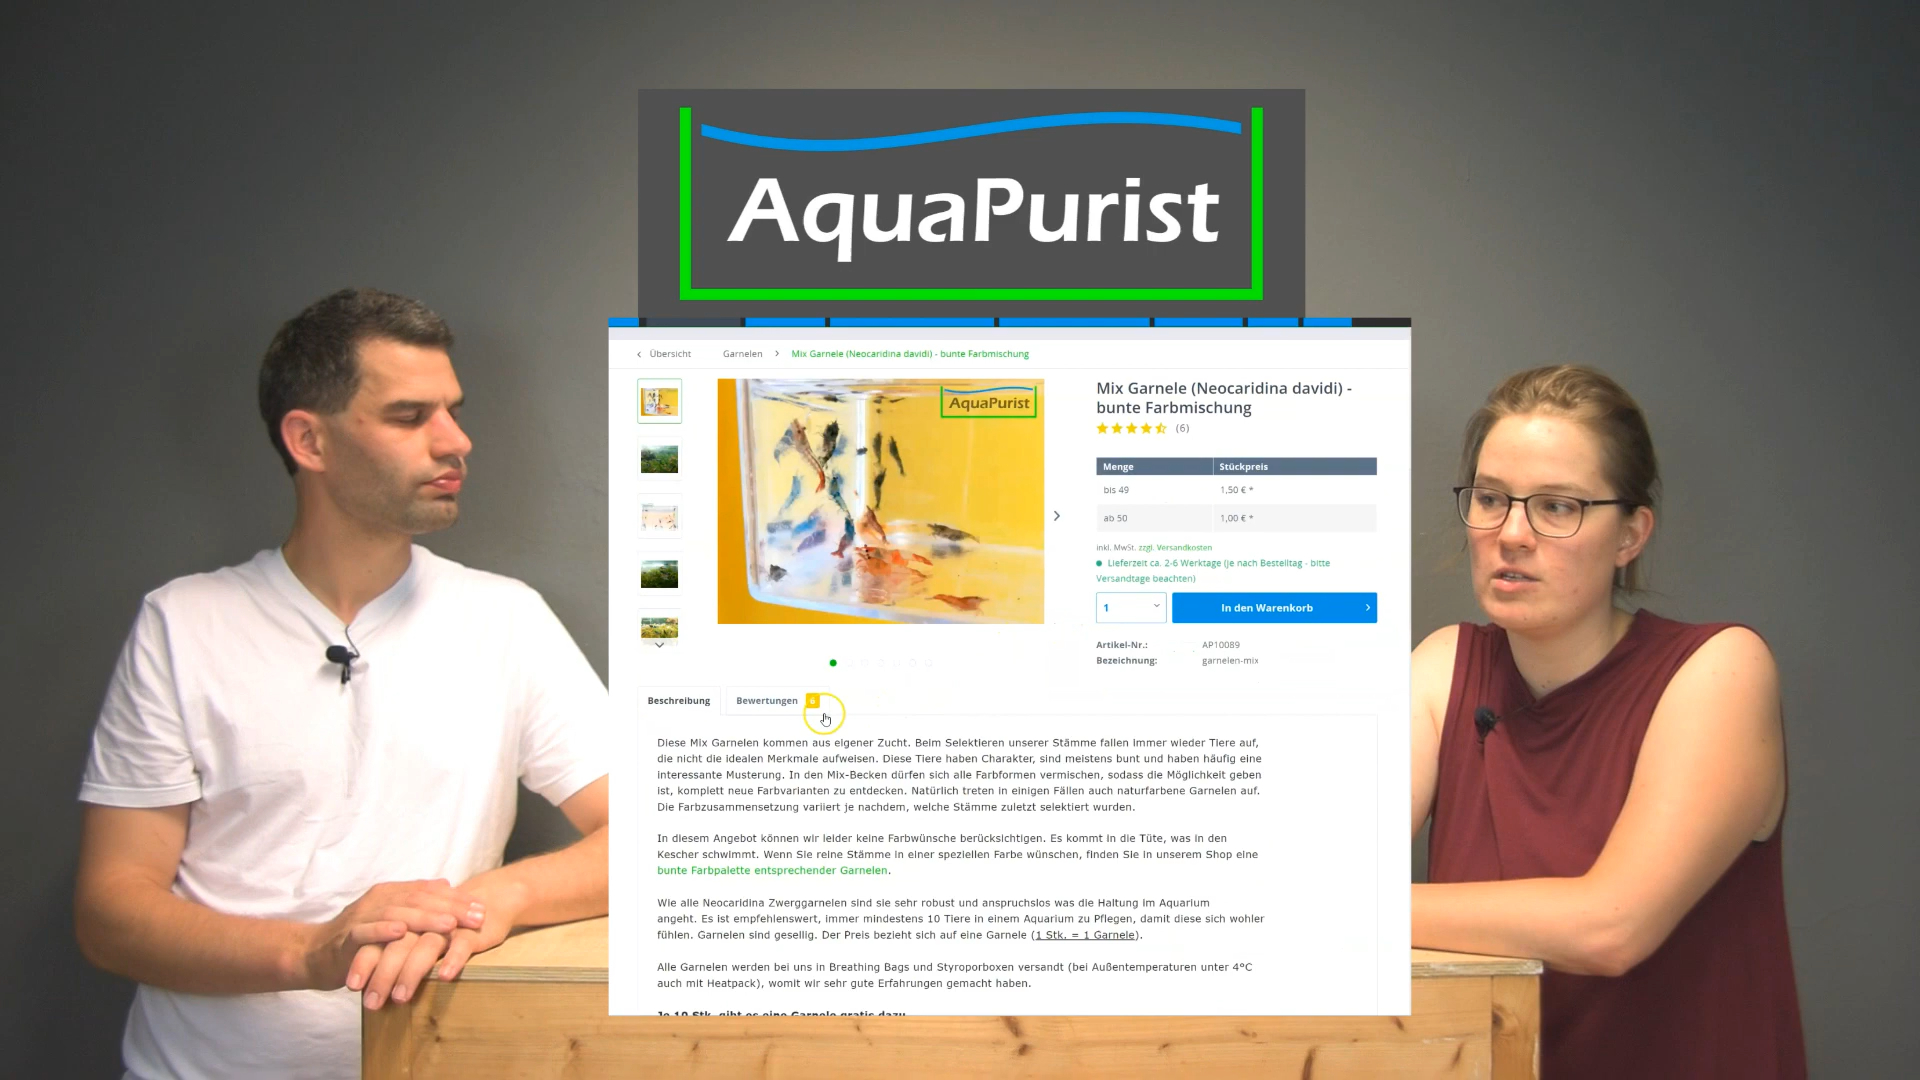 AquaPurist
Übersicht
Garnelen
Mix Garnele (Neocaridina davidi) - bunte Farbmischung
AquaPurist
Mix Garnele (Neocaridina davidi) -
bunte Farbmischung
(6)
Menge Stückpreis
bis 49 1,50 € *
ab 50 1,00 € *
inkl. MwSt. zzgl. Versandkosten
Lieferzeit ca. 2-6 Werktage (je nach Bestelltag - bitte
Versandtage beachten)
1
In den Warenkorb
Artikel-Nr.: AP10089
Bezeichnung: garnelen-mix
Beschreibung
Bewertungen 6
Diese Mix Garnelen kommen aus eigener Zucht. Beim Selektieren unserer Stämme fallen immer wieder Tiere auf,
die nicht die idealen Merkmale aufweisen. Diese Tiere haben Charakter, sind meistens bunt und haben häufig eine
interessante Musterung. In den Mix-Becken dürfen sich alle Farbformen vermischen, sodass die Möglichkeit geben
ist, komplett neue Farbvarianten zu entdecken. Natürlich treten in einigen Fällen auch naturfarbene Garnelen auf.
Die Farbzusammensetzung variiert je nachdem, welche Stämme zuletzt selektiert wurden.
In diesem Angebot können wir leider keine Farbwünsche berücksichtigen. Es kommt in die Tüte, was in den
Kescher schwimmt. Wenn Sie reine Stämme in einer speziellen Farbe wünschen, finden Sie in unserem Shop eine
bunte Farbpalette entsprechender Garnelen.
Wie alle Neocaridina Zwerggarnelen sind sie sehr robust und anspruchslos was die Haltung im Aquarium
angeht. Es ist empfehlenswert, immer mindestens 10 Tiere in einem Aquarium zu Pflegen, damit diese sich wohler
fühlen. Garnelen sind gesellig. Der Preis bezieht sich auf eine Garnele (1 Stk. = 1 Garnele).
Alle Garnelen werden bei uns in Breathing Bags und Styroporboxen versandt (bei Außentemperaturen unter 4°C
auch mit Heatpack), womit wir sehr gute Erfahrungen gemacht haben.
Je 10 Stk. gibt es eine Garnele gratis dazu